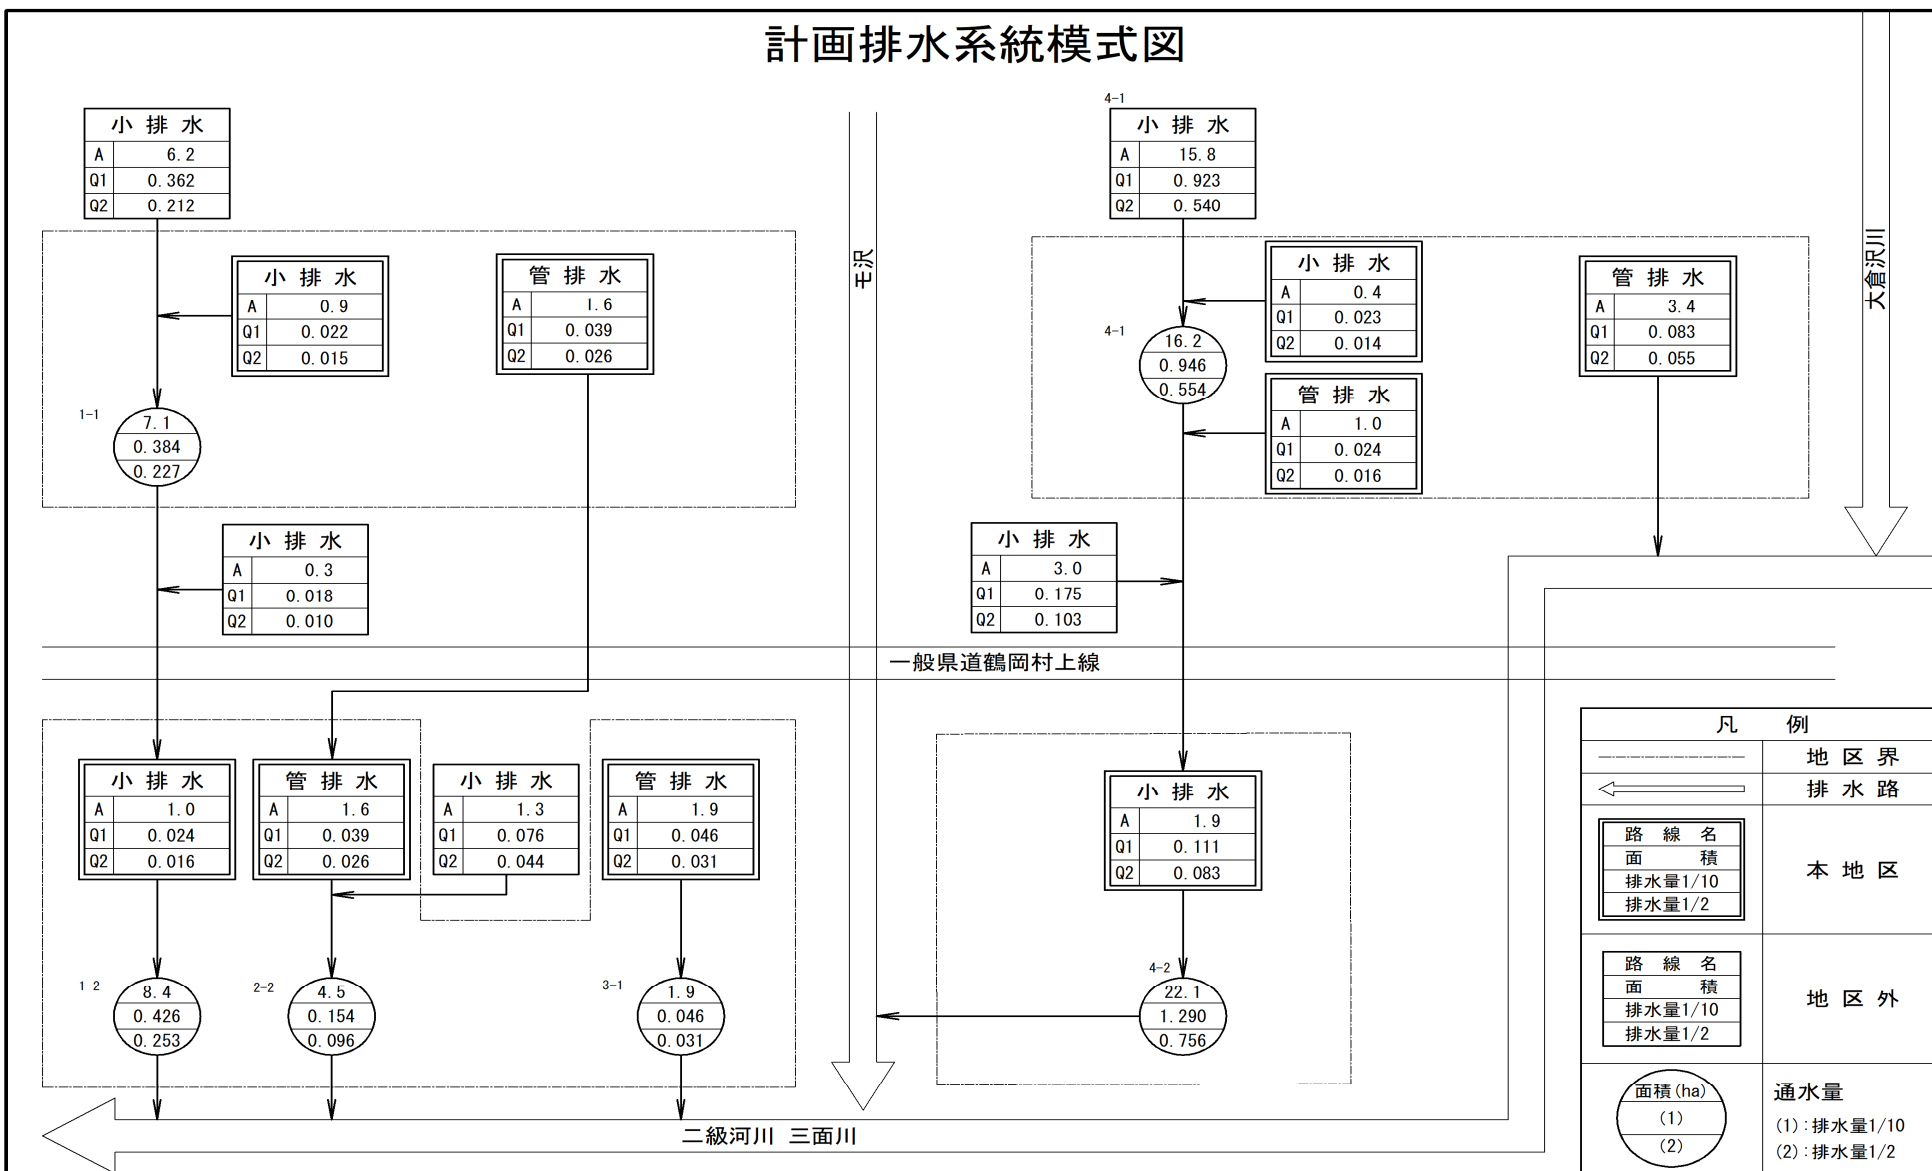 計画排水系統模式図
小排水
A 6.2
Q1 0.362
Q2 0.212
4-1
小排水
A 15.8
Q1 0.923
Q2 0.540
モ沢
大倉沢川
小排水
A 0.9
Q1 0.022
Q2 0.015
管排水
A 1.6
Q1 0.039
Q2 0.026
小排水
A 0.4
Q1 0.023
Q2 0.014
管排水
A 3.4
Q1 0.083
Q2 0.055
4-1
16.2
0.946
0.554
管排水
A 1.0
Q1 0.024
Q2 0.016
1-1
7.1
0.384
0.227
小排水
A 0.3
Q1 0.018
Q2 0.010
小排水
A 3.0
Q1 0.175
Q2 0.103
一般県道鶴岡村上線
小排水
A 1.0
Q1 0.024
Q2 0.016
管排水
A 1.6
Q1 0.039
Q2 0.026
小排水
A 1.3
Q1 0.076
Q2 0.044
管排水
A 1.9
Q1 0.046
Q2 0.031
小排水
A 1.9
Q1 0.111
Q2 0.083
1 2
8.4
0.426
0.253
2-2
4.5
0.154
0.096
3-1
1.9
0.046
0.031
4-2
22.1
1.290
0.756
二級河川 三面川
凡 例
地区界
排水路
路線名
面積
排水量1/10
排水量1/2
本地区
路線名
面積
排水量1/10
排水量1/2
地区外
面積(ha)
(1)
(2)
通水量
(1):排水量1/10
(2):排水量1/2